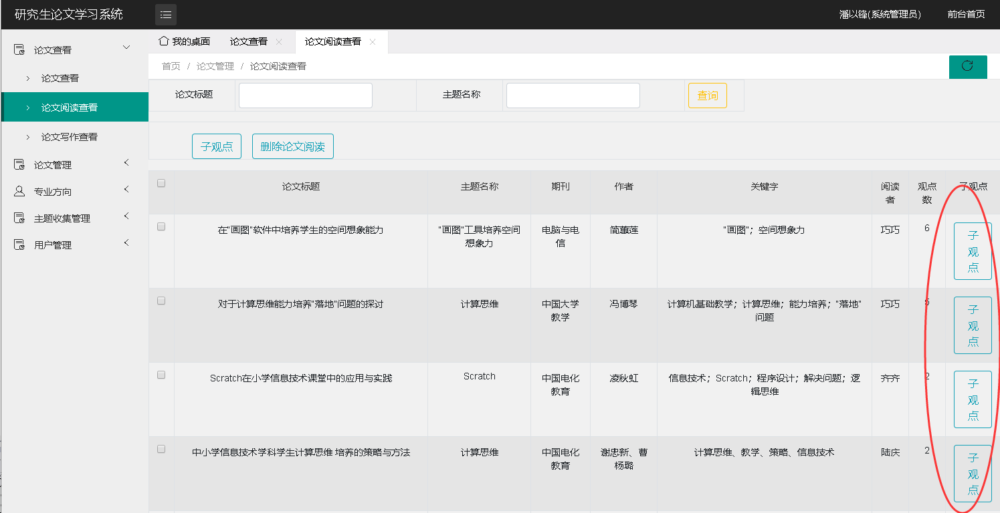 研究生论文学习系统
潘以锋(系统管理员)
前台首页
论文查看
论文查看
论文阅读查看
论文写作查看
论文管理
专业方向
主题收集管理
用户管理
我的桌面
论文查看
论文阅读查看
首页 / 论文管理 / 论文阅读查看
论文标题
主题名称
查询
子观点
删除论文阅读
论文标题
主题名称
期刊
作者
关键字
阅读
者
观点
数
子观点
在"画图"软件中培养学生的空间想象能力
"画图"工具培养空间
想象力
电脑与电
信
简蕙莲
"画图"；空间想象力
巧巧
6
子
观
点
对于计算思维能力培养"落地"问题的探讨
计算思维
中国大学
教学
冯博琴
计算机基础教学；计算思维；能力培养；"落地"
问题
巧巧
5
子
观
点
Scratch在小学信息技术课堂中的应用与实践
Scratch
中国电化
教育
凌秋虹
信息技术；Scratch；程序设计；解决问题；逻
辑思维
齐齐
2
子
观
点
中小学信息技术学科学生计算思维 培养的策略与方法
计算思维
中国电化
教育
谢忠新、曹
杨璐
计算思维、教学、策略、信息技术
陆庆
2
子
观
点